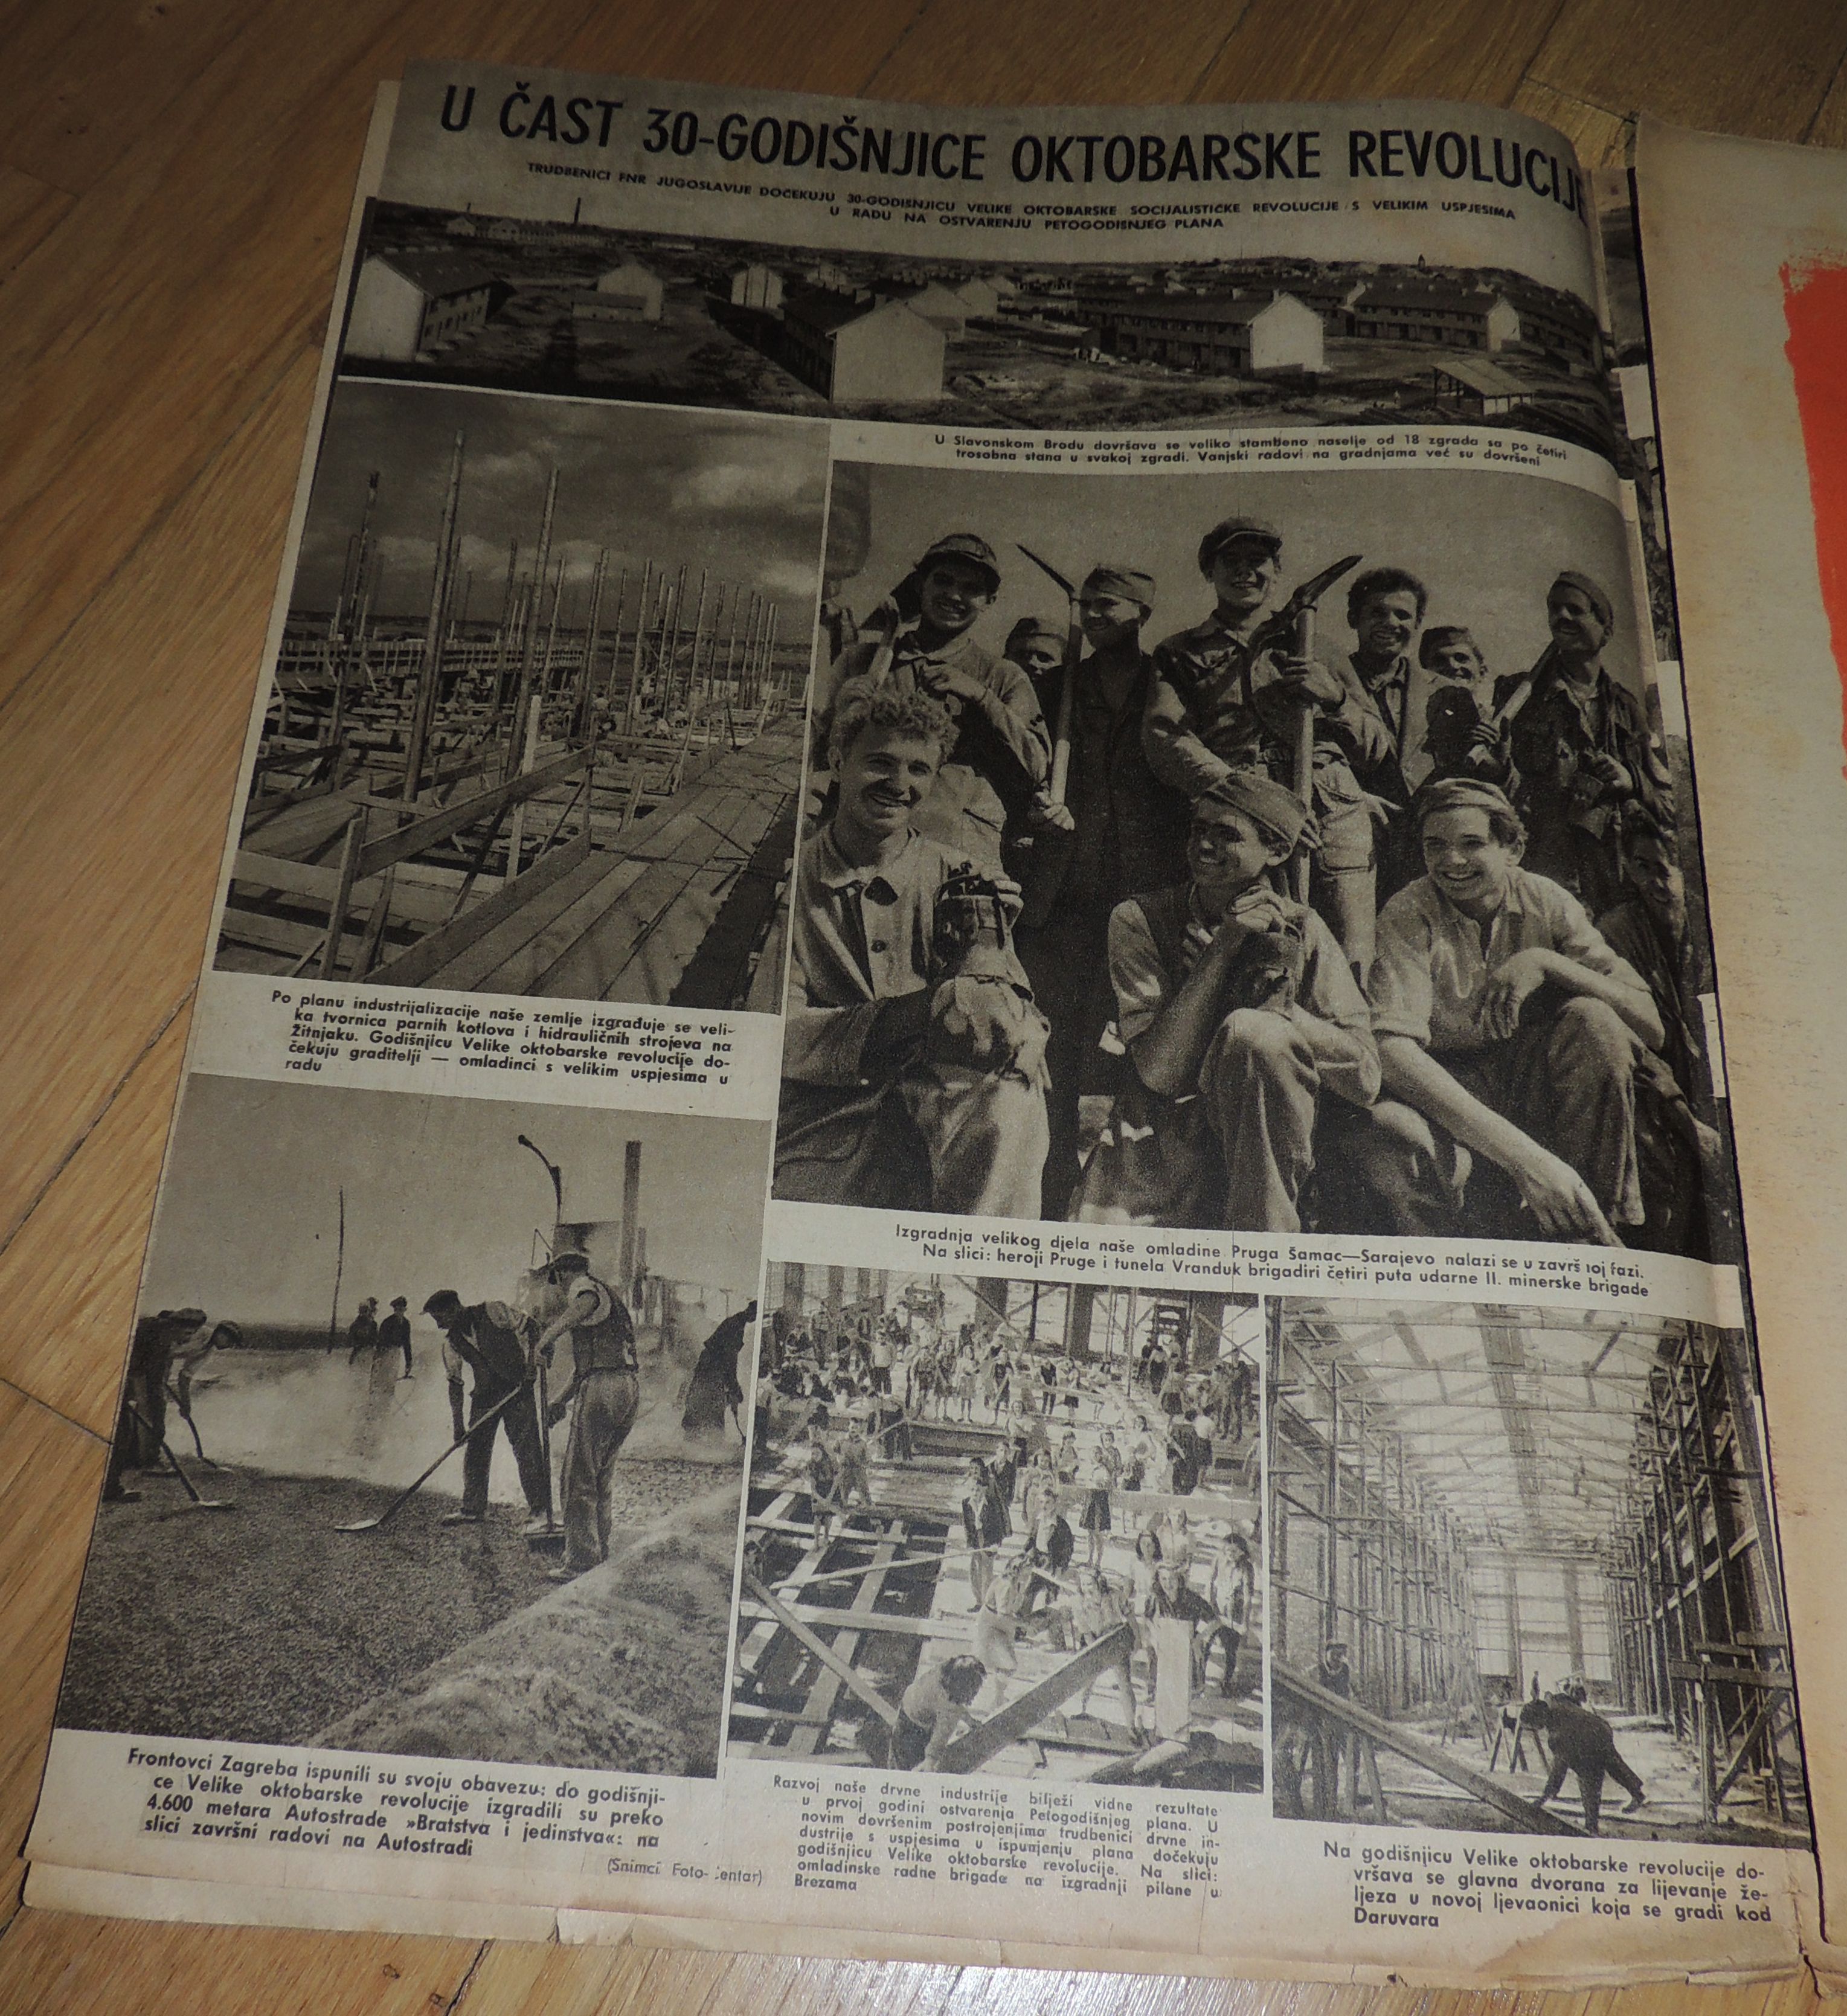 U ČAST 30-GODIŠNJICE OKTOBARSKE REVOLUCIJE
TRUDBENICI FNR JUGOSLAVIJE DOČEKUJU 30-GODIŠNJICU VELIKE OKTOBARSKE SOCIJALISTIČKE REVOLUCIJE S VELIKIM USPJESIMA
U RADU NA OSTVARENJU PETOGODIŠNJEG PLANA
U Slavonskom Brodu dovršava se veliko stambeno naselje od 18 zgrada sa po četiri
trosobna stana u svakoj zgradi. Vanjski radovi na gradnjama već su dovršeni
Po planu industrijalizacije naše zemlje izgrađuje se veli-
ka tvornica parnih kotlova i hidrauličnih strojeva na
Žitnjaku. Godišnjicu Velike oktobarske revolucije do-
čekuju graditelji — omladinci s velikim uspjesima u
radu
Izgradnja velikog djela naše omladine Pruga Šamac—Sarajevo nalazi se u završ oj fazi.
Na slici: heroji Pruge i tunela Vranduk brigadiri četiri puta udarne II. minerske brigade
Frontovci Zagreba ispunili su svoju obavezu: do godišnji-
ce Velike oktobarske revolucije izgradili su preko
4.600 metara Autostrade »Bratstva i jedinstva«: na
slici završni radovi na Autostradi
(Snimci Foto- entar)
Razvoj naše drvne industrije bilježi vidne rezultate
u prvoj godini ostvarenja Petogodišnjeg plana. U
novim dovršenim postrojenjima trudbenici drvne in-
dustrije s uspjesima u ispunjenju plana dočekuju
godišnjicu Velike oktobarske revolucije. Na slici:
omladinske radne brigade na izgradnji pilane u
Brezama
Na godišnjicu Velike oktobarske revolucije do-
vršava se glavna dvorana za lijevanje že-
ljeza u novoj ljevaonici koja se gradi kod
Daruvara